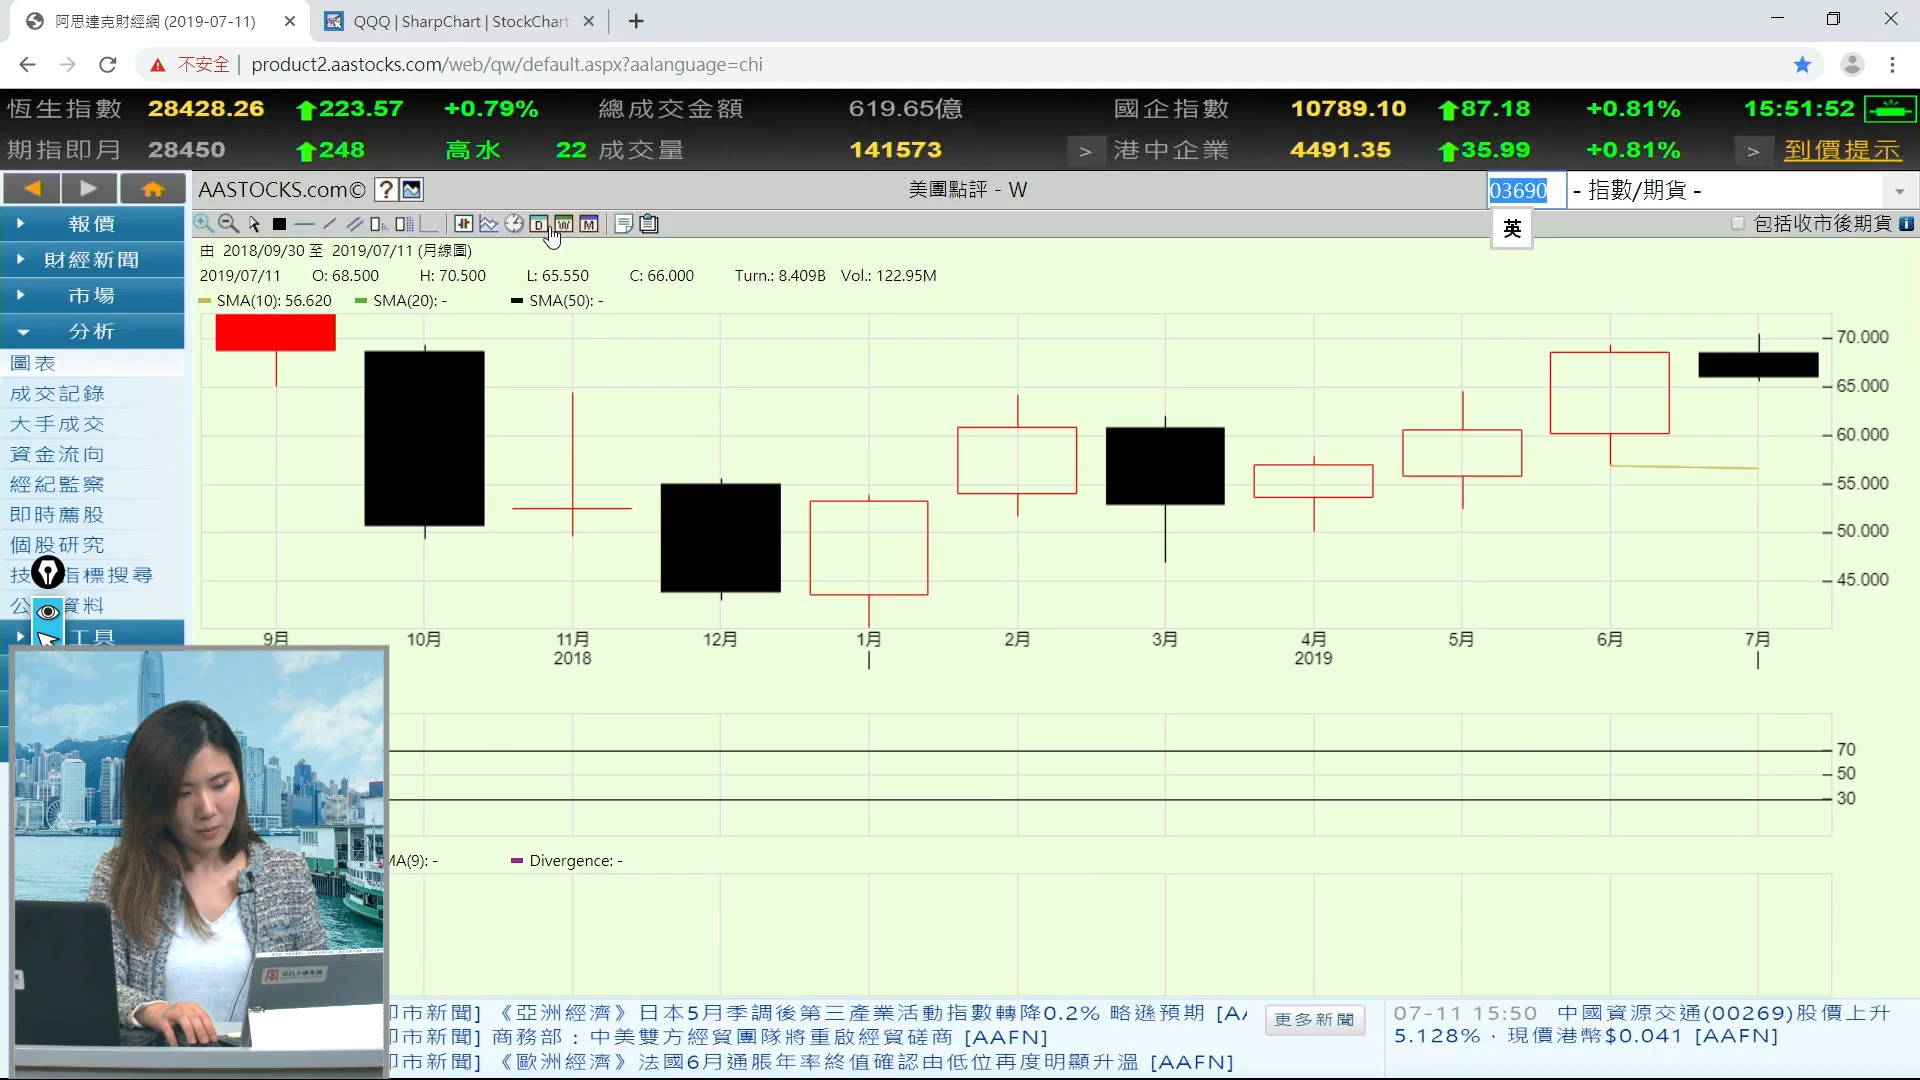 阿思達克財經網 (2019-07-11)
QQQ | SharpChart | StockChart
不安全 | product2.aastocks.com/web/qw/default.aspx?aalanguage=chi
恆生指數 28428.26 223.57 +0.79% 總成交金額 619.65億 國企指數 10789.10 87.18 +0.81% 15:51:52
期指即月 28450 248 高水 22 成交量 141573 > 港中企業 4491.35 35.99 +0.81% > 到價提示
AASTOCKS.com© ? 美團點評 - W 03690 - 指數/期貨 -
D W M 英 包括收市後期貨 i
報價
財經新聞
市場
分析
圖表
成交記錄
大手成交
資金流向
經紀監察
即時薦股
個股研究
技 指標搜尋
公 資料
工具
由 2018/09/30 至 2019/07/11 (月線圖)
2019/07/11 O: 68.500 H: 70.500 L: 65.550 C: 66.000 Turn.: 8.409B Vol.: 122.95M
SMA(10): 56.620 SMA(20): - SMA(50): -
70.000
65.000
60.000
55.000
50.000
45.000
9月 10月 11月 12月 1月 2月 3月 4月 5月 6月 7月
2018 2019
70
50
30
MA(9): - Divergence: -
市新聞] 《亞洲經濟》日本5月季調後第三產業活動指數轉降0.2% 略遜預期 [AA
市新聞] 商務部：中美雙方經貿團隊將重啟經貿磋商 [AAFN]
市新聞] 《歐洲經濟》法國6月通脹年率終值確認由低位再度明顯升溫 [AAFN]
更多新聞
07-11 15:50 中國資源交通(00269)股價上升
5.128%，現價港幣$0.041 [AAFN]